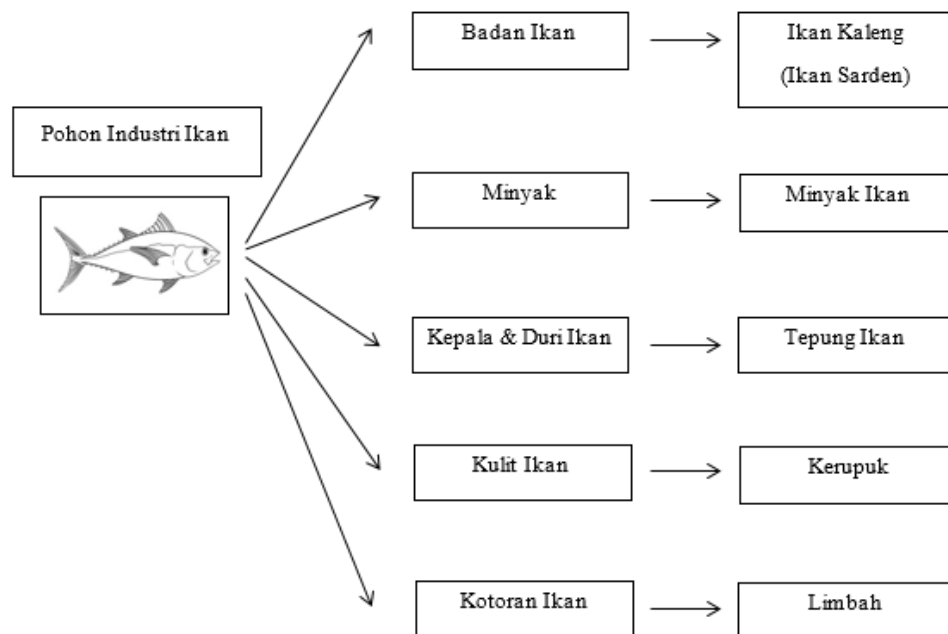 Pohon Industri Ikan
Badan Ikan
Ikan Kaleng
(Ikan Sarden)
Minyak
Minyak Ikan
Kepala & Duri Ikan
Tepung Ikan
Kulit Ikan
Kerupuk
Kotoran Ikan
Limbah